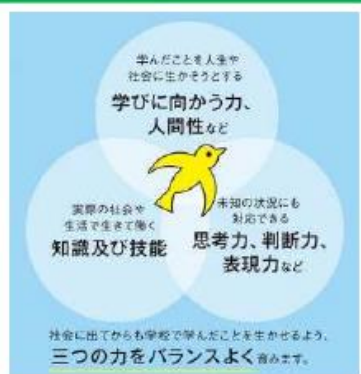 学んだことを人生や
社会に生かそうとする
学びに向かう力、
人間性など
実際の社会や
生活で生きて働く
知識及び技能
未知の状況にも
対応できる
思考力、判断力、
表現力など
社会に出てからも学校で学んだことを生かせるよう、
三つの力をバランスよく育みます。